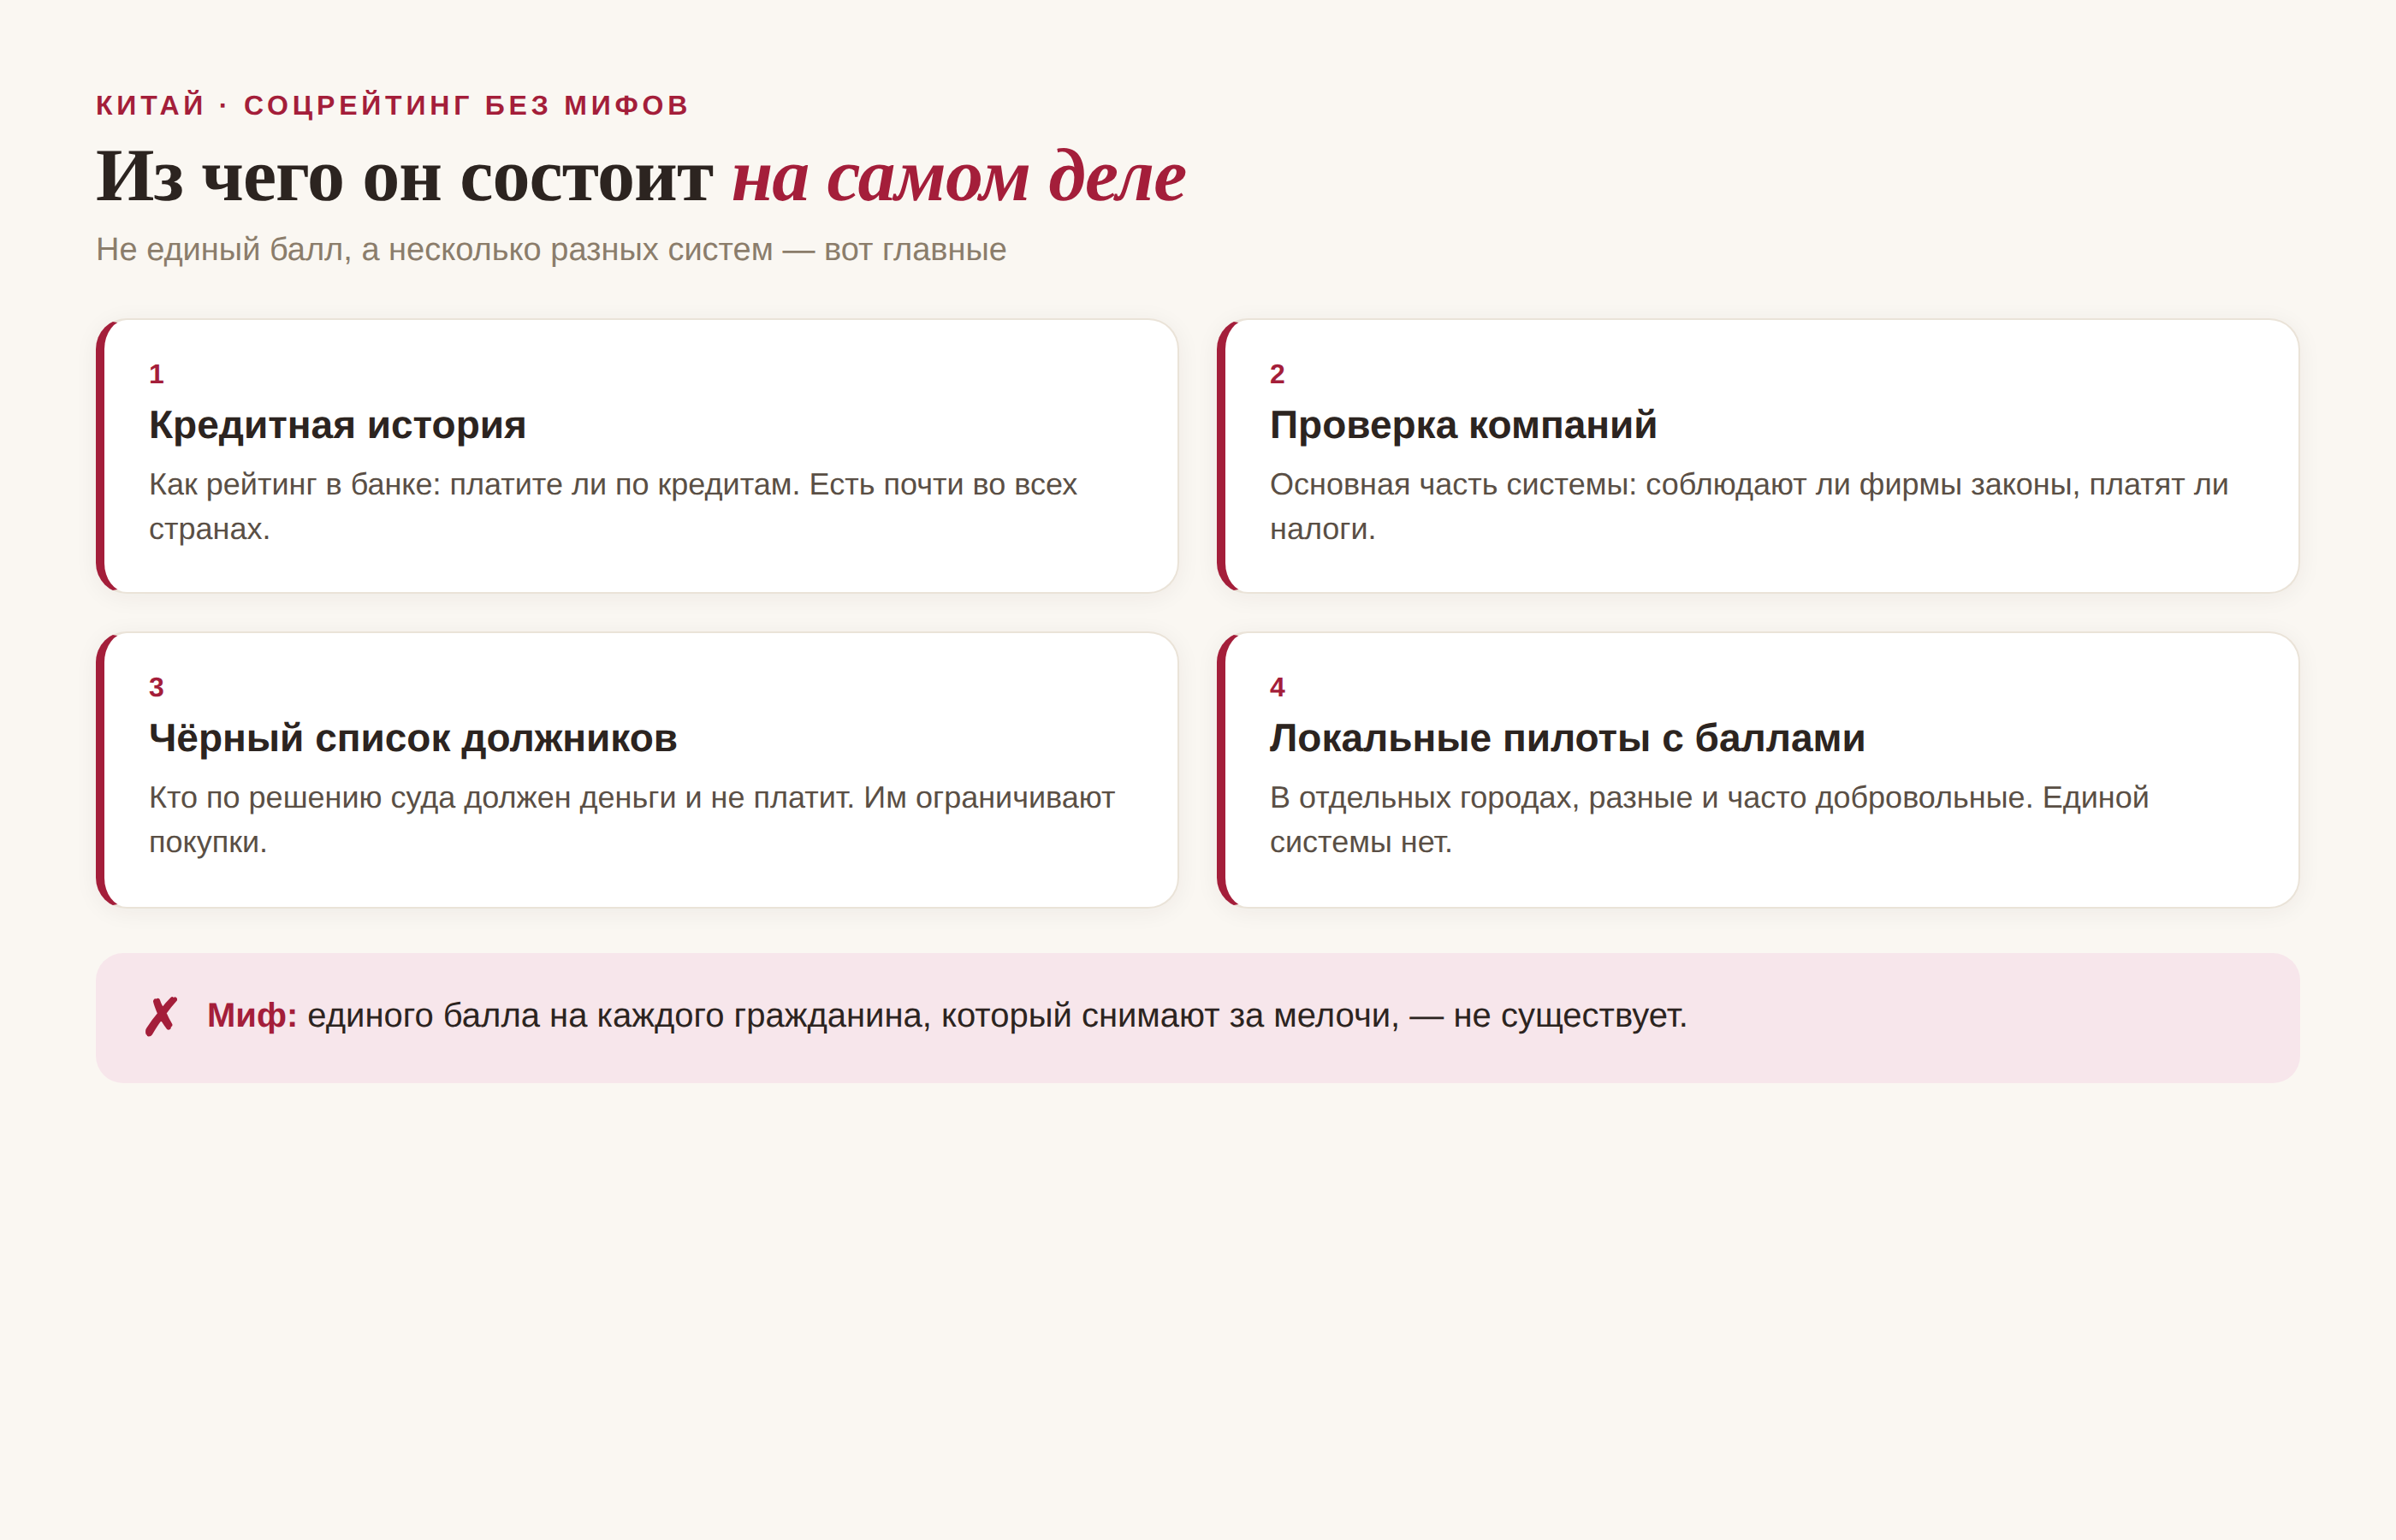 КИТАЙ · СОЦРЕЙТИНГ БЕЗ МИФОВ
Из чего он состоит на самом деле
Не единый балл, а несколько разных систем — вот главные
1
Кредитная история
Как рейтинг в банке: платите ли по кредитам. Есть почти во всех
странах.
2
Проверка компаний
Основная часть системы: соблюдают ли фирмы законы, платят ли
налоги.
3
Чёрный список должников
Кто по решению суда должен деньги и не платит. Им ограничивают
покупки.
4
Локальные пилоты с баллами
В отдельных городах, разные и часто добровольные. Единой
системы нет.
✗ Миф: единого балла на каждого гражданина, который снимают за мелочи, — не существует.